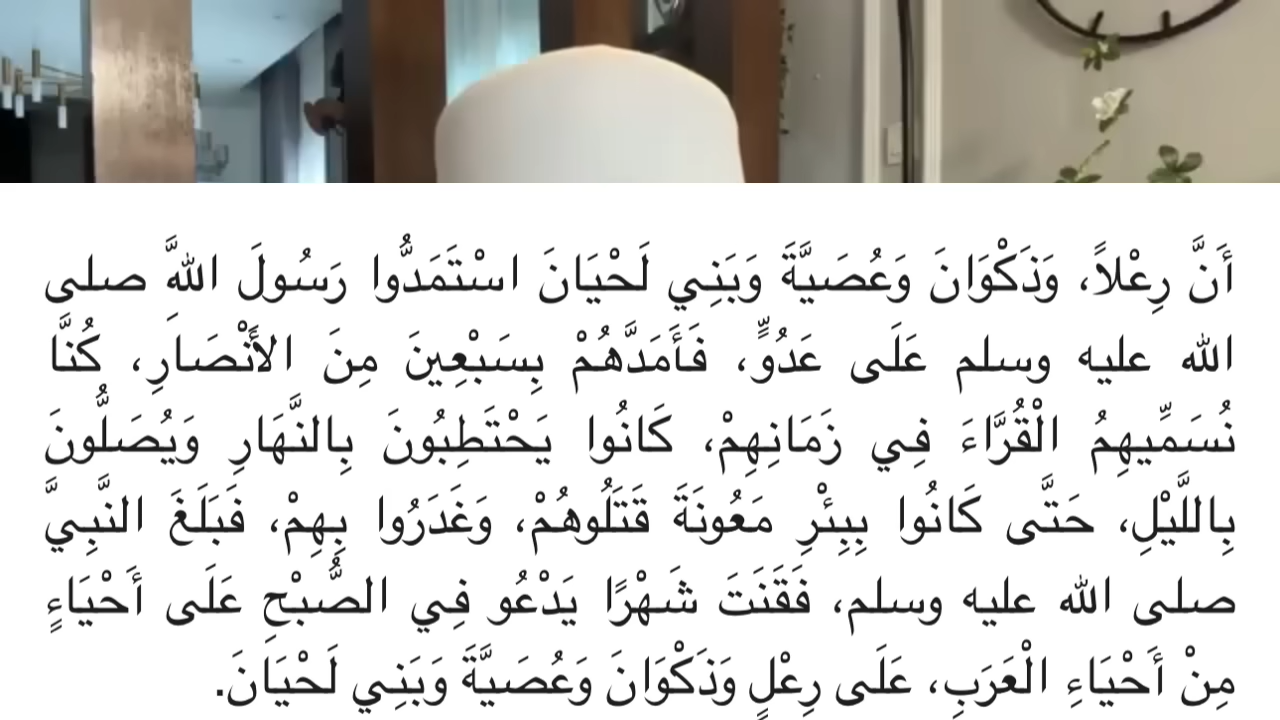 أَنَّ رِعْلاً، وَذَكْوَانَ وَعُصَيَّةَ وَبَنِي لَحْيَانَ اسْتَمَدُّوا رَسُولَ اللهَِّ صلى
الله عليه وسلم عَلَى عَدُوٍّ، فَأَمَدَّهُمْ بِسَبْعِينَ مِنَ الأَنْصَارِ، كُنَّا
نُسَمِّيهِمُ الْقُرَّاءَ فِي زَمَانِهِمْ، كَانُوا يَحْتَطِبُونَ بِالنَّهَارِ وَيُصَلُّونَ
بِاللَّيْلِ، حَتَّى كَانُوا بِبِئْرِ مَعُونَةَ قَتَلُوهُمْ، وَغَدَرُوا بِهِمْ، فَبَلَغَ النَّبِيَّ
صلى الله عليه وسلم، فَقَنَتَ شَهْرًا يَدْعُو فِي الصُّبْحِ عَلَى أَحْيَاءٍ
مِنْ أَحْيَاءِ الْعَرَبِ، عَلَى رِعْلٍ وَذَكْوَانَ وَعُصَيَّةَ وَبَنِي لَحْيَانَ.